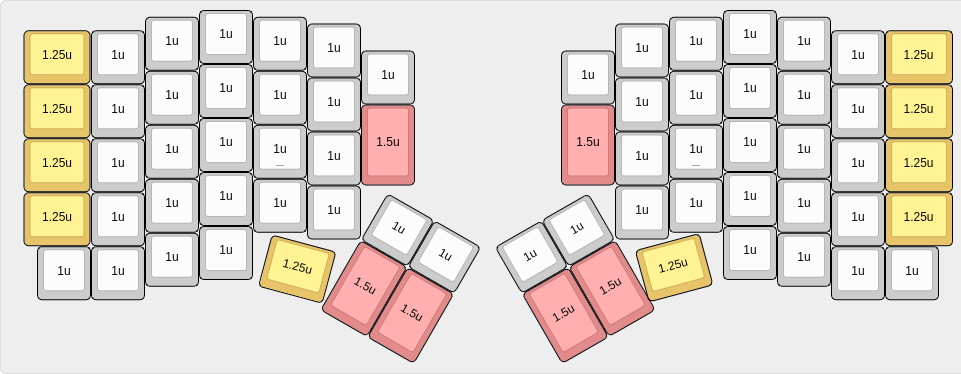 1.25u 1u 1u 1u 1u 1u 1u 1u 1u 1u 1u 1u 1u 1.25u
1.25u 1u 1u 1u 1u 1u 1.5u 1.5u 1u 1u 1u 1u 1u 1.25u
1.25u 1u 1u 1u 1u 1u 1u 1u 1u 1u 1u 1.25u
_ _
1.25u 1u 1u 1u 1u 1u 1u 1u 1u 1u 1u 1.25u
1u 1u 1u 1u 1.25u 1u 1u 1u 1u 1.25u 1u 1u 1u 1u
1.5u 1.5u 1.5u 1.5u